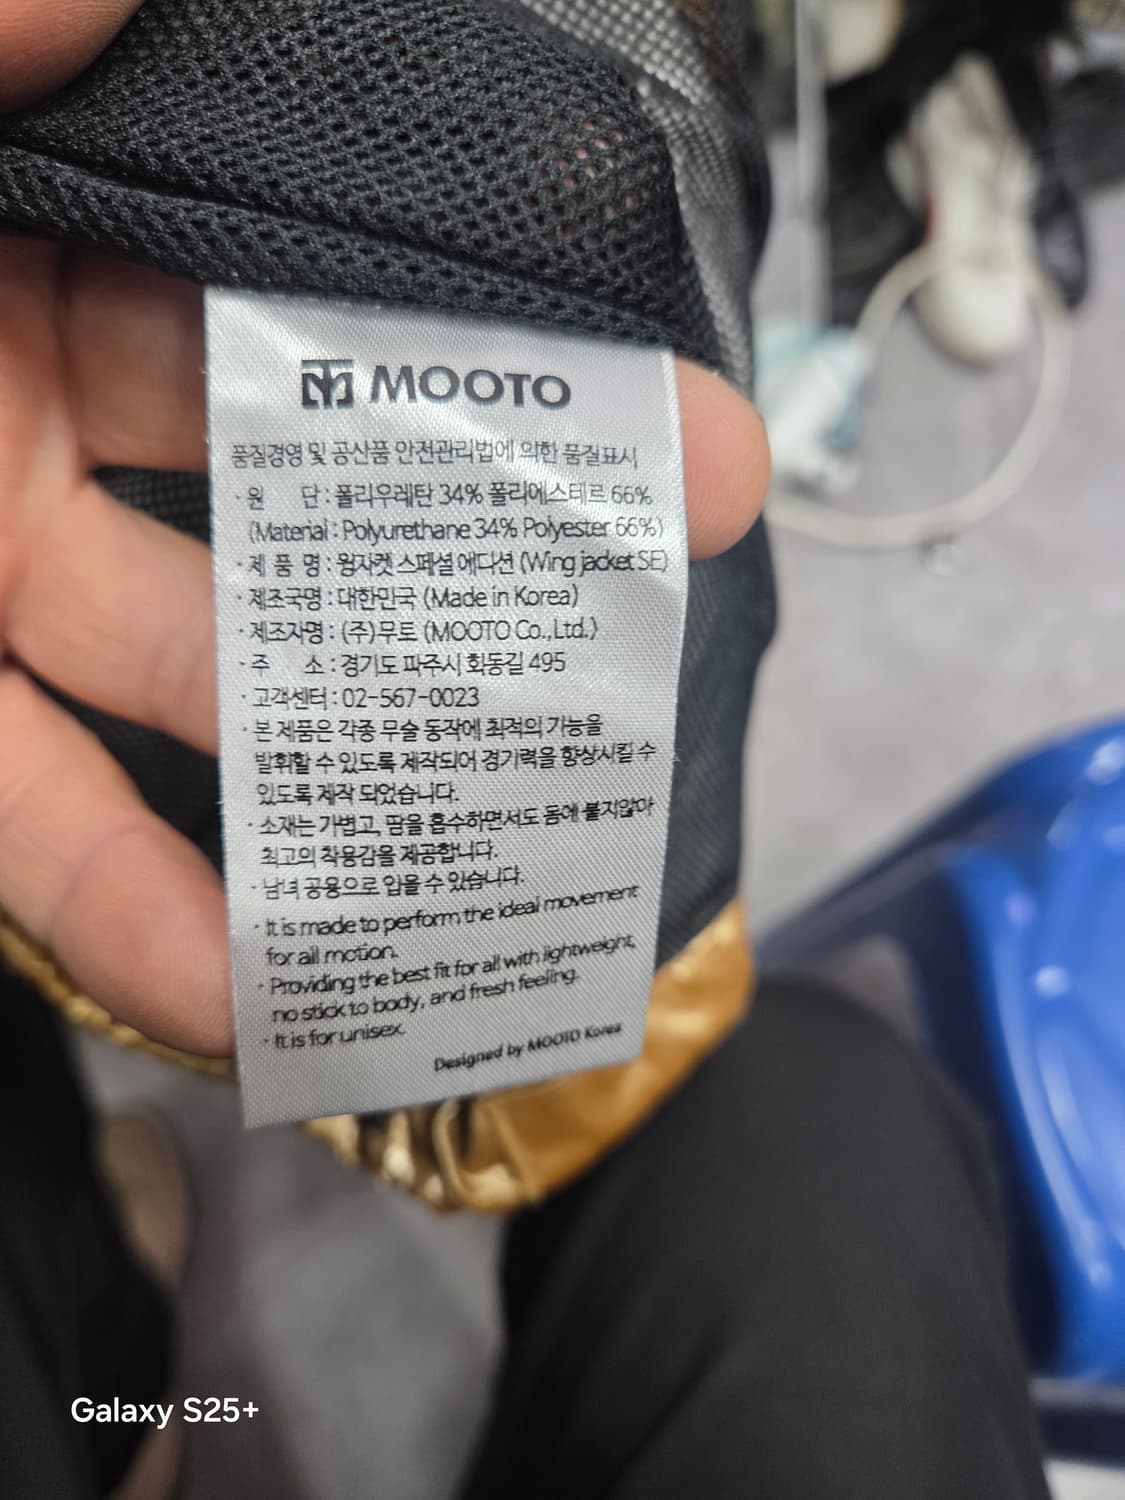 MOOTO
품질경영 및 공산품 안전관리법에 의한 품질표시
· 원 단 : 폴리우레탄 34% 폴리에스테르 66%
(Material : Polyurethane 34% Polyester 66%)
· 제 품 명 : 윙자켓 스페셜 에디션 (Wing jacket SE)
· 제조국명 : 대한민국 (Made in Korea)
· 제조자명 : (주)무토 (MOOTO Co.,Ltd.)
· 주 소 : 경기도 파주시 회동길 495
· 고객센터 : 02-567-0023
· 본 제품은 각종 무술 동작에 최적의 기능을
발휘할 수 있도록 제작되어 경기력을 향상시킬 수
있도록 제작 되었습니다.
· 소재는 가볍고, 땀을 흡수하면서도 몸에 붙지않아
최고의 착용감을 제공합니다.
· 남녀 공용으로 입을 수 있습니다.
· It is made to perform the ideal movement
for all motion.
· Providing the best fit for all with lightweight,
no stick to body, and fresh feeling.
· It is for unisex.
Designed by MOOTO Korea
Galaxy S25+